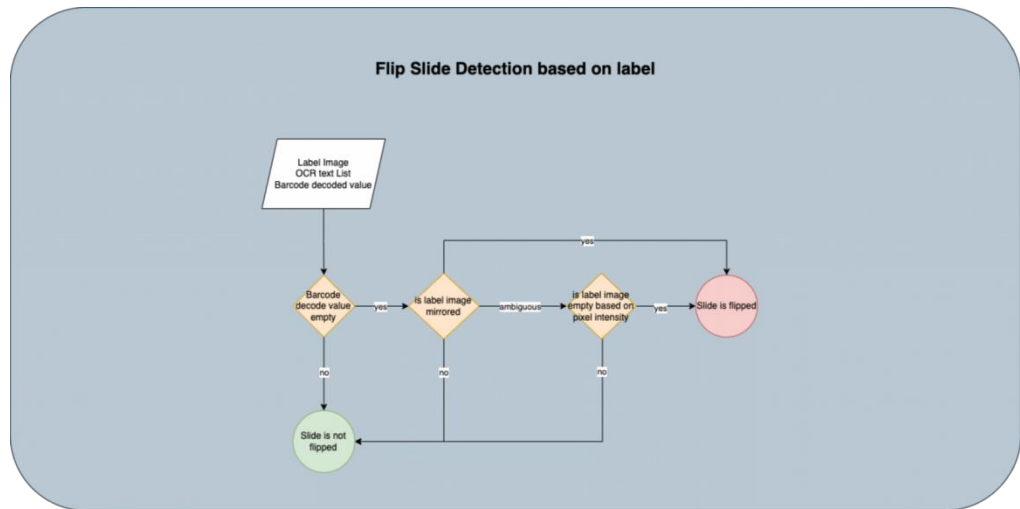 Flip Slide Detection based on label
Label Image
OCR text List
Barcode decoded value
yes
Barcode
decode value
empty
yes
is label image
mirrored
ambiguous
is label image
empty based on
pixel intensity
yes
Slide is flipped
no
no
no
Slide is not
flipped